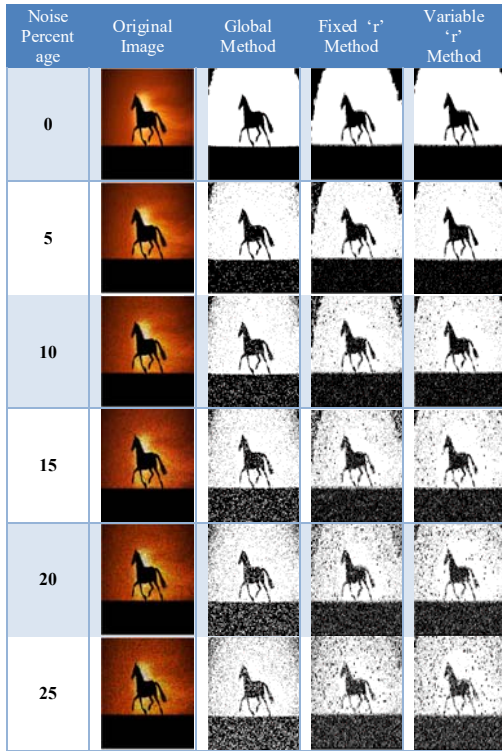 Noise
Percent
age
Original
Image
Global
Method
Fixed ‘r’
Method
Variable
‘r’
Method
0
5
10
15
20
25